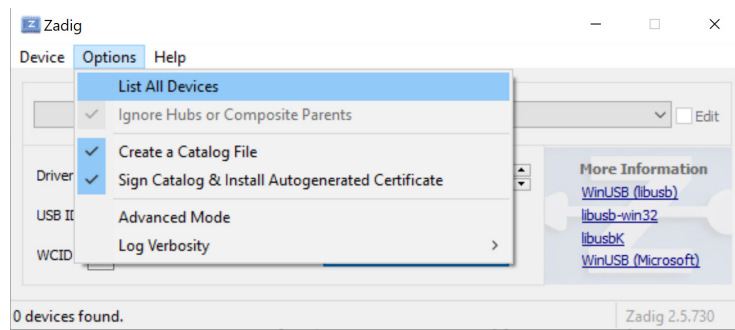 Zadig
Device Options Help
List All Devices
Ignore Hubs or Composite Parents
Edit
Create a Catalog File
Sign Catalog & Install Autogenerated Certificate
Advanced Mode
Log Verbosity
Driver
USB ID
WCID
More Information
WinUSB (libusb)
libusb-win32
libusbK
WinUSB (Microsoft)
0 devices found.
Zadig 2.5.730